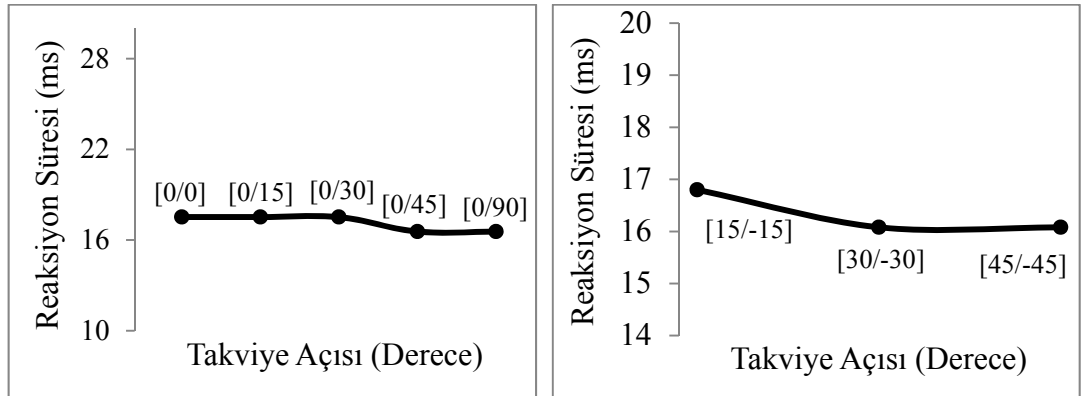 Reaksiyon Süresi (ms)
28
22
16
10
[0/0] [0/15] [0/30] [0/45] [0/90]
Takviye Açısı (Derece)
Reaksiyon Süresi (ms)
20
19
18
17
16
15
14
[15/-15]
[30/-30]
[45/-45]
Takviye Açısı (Derece)